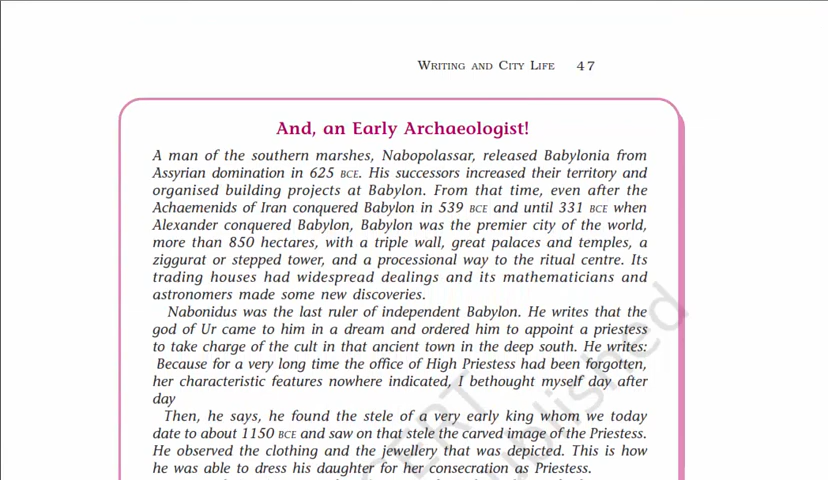 WRITING AND CITY LIFE 47
And, an Early Archaeologist!
A man of the southern marshes, Nabopolassar, released Babylonia from
Assyrian domination in 625 BCE. His successors increased their territory and
organised building projects at Babylon. From that time, even after the
Achaemenids of Iran conquered Babylon in 539 BCE and until 331 BCE when
Alexander conquered Babylon, Babylon was the premier city of the world,
more than 850 hectares, with a triple wall, great palaces and temples, a
ziggurat or stepped tower, and a processional way to the ritual centre. Its
trading houses had widespread dealings and its mathematicians and
astronomers made some new discoveries.
Nabonidus was the last ruler of independent Babylon. He writes that the
god of Ur came to him in a dream and ordered him to appoint a priestess
to take charge of the cult in that ancient town in the deep south. He writes:
Because for a very long time the office of High Priestess had been forgotten,
her characteristic features nowhere indicated, I bethought myself day after
day
Then, he says, he found the stele of a very early king whom we today
date to about 1150 BCE and saw on that stele the carved image of the Priestess.
He observed the clothing and the jewellery that was depicted. This is how
he was able to dress his daughter for her consecration as Priestess.